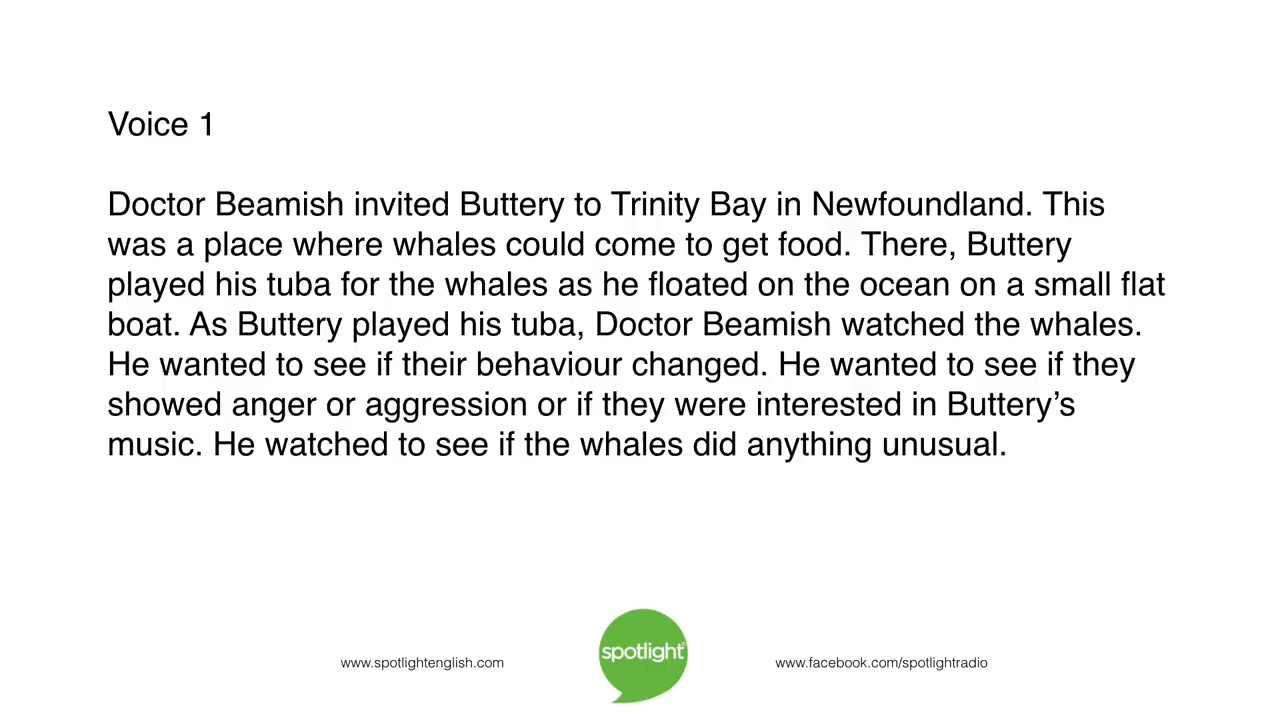 Voice 1
Doctor Beamish invited Buttery to Trinity Bay in Newfoundland. This
was a place where whales could come to get food. There, Buttery
played his tuba for the whales as he floated on the ocean on a small flat
boat. As Buttery played his tuba, Doctor Beamish watched the whales.
He wanted to see if their behaviour changed. He wanted to see if they
showed anger or aggression or if they were interested in Buttery’s
music. He watched to see if the whales did anything unusual.
www.spotlightenglish.com
spotlight
www.facebook.com/spotlightradio